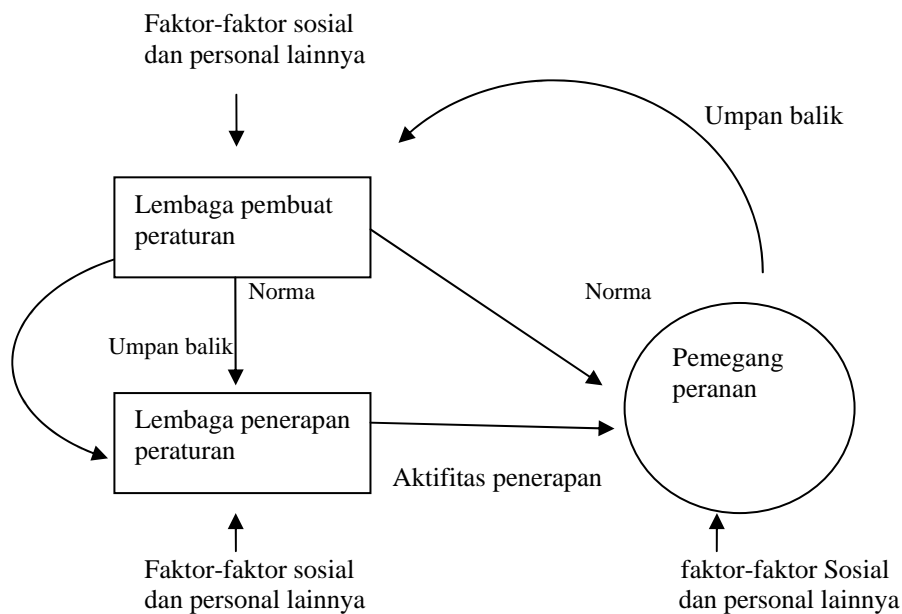 Faktor-faktor sosial
dan personal lainnya
Umpan balik
Lembaga pembuat
peraturan
Norma
Norma
Umpan balik
Pemegang
peranan
Lembaga penerapan
peraturan
Aktifitas penerapan
Faktor-faktor sosial
dan personal lainnya
faktor-faktor Sosial
dan personal lainnya